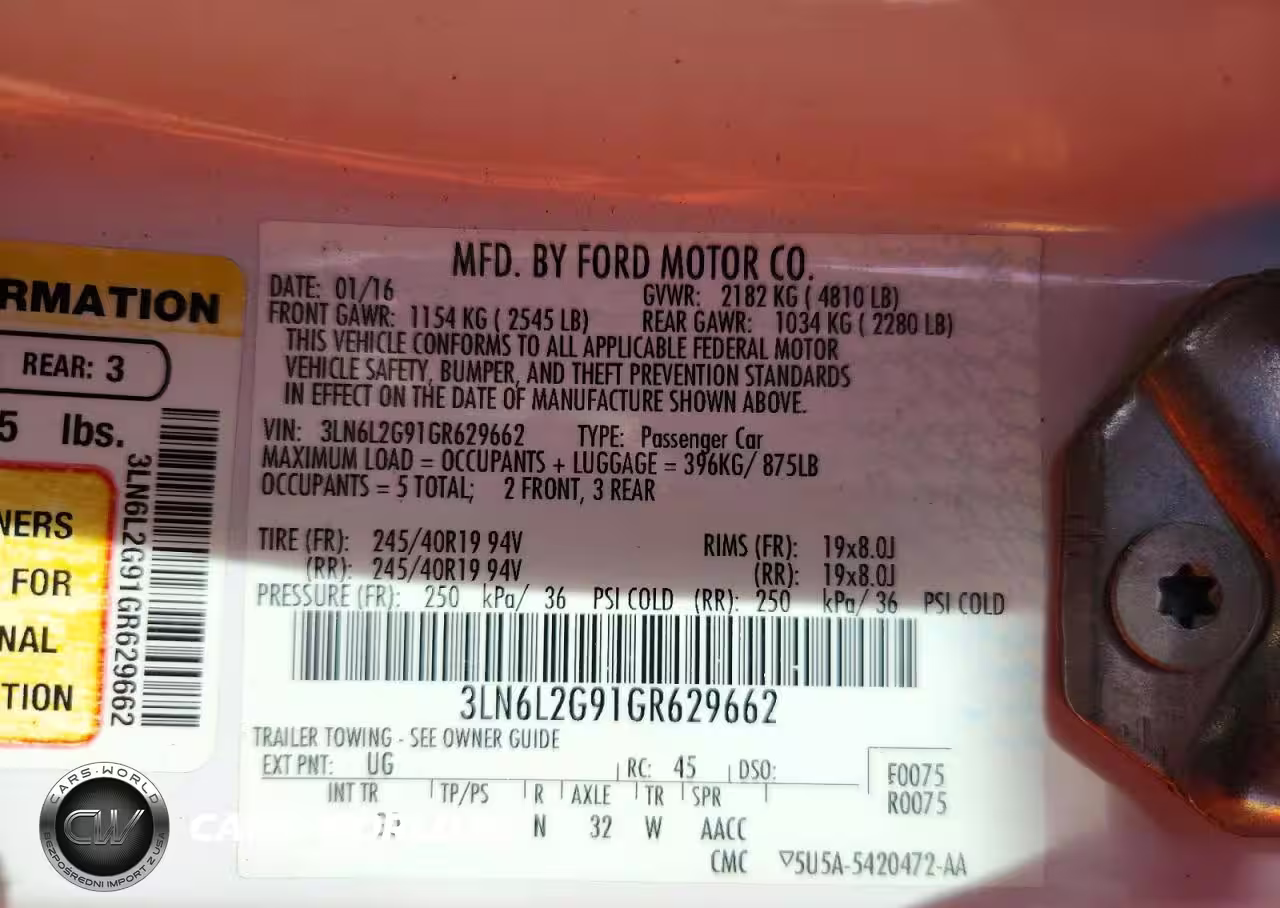 RMATION
REAR: 3
5 lbs.
NERS
FOR
NAL
TION
3LN6L2G91GR629662
MFD. BY FORD MOTOR CO.
DATE: 01/16 GVWR: 2182 KG ( 4810 LB)
FRONT GAWR: 1154 KG ( 2545 LB) REAR GAWR: 1034 KG ( 2280 LB)
THIS VEHICLE CONFORMS TO ALL APPLICABLE FEDERAL MOTOR
VEHICLE SAFETY, BUMPER, AND THEFT PREVENTION STANDARDS
IN EFFECT ON THE DATE OF MANUFACTURE SHOWN ABOVE.
VIN: 3LN6L2G91GR629662 TYPE: Passenger Car
MAXIMUM LOAD = OCCUPANTS + LUGGAGE = 396KG/ 875LB
OCCUPANTS = 5 TOTAL; 2 FRONT, 3 REAR
TIRE (FR): 245/40R19 94V RIMS (FR): 19x8.0J
(RR): 245/40R19 94V (RR): 19x8.0J
PRESSURE (FR): 250 kPa/ 36 PSI COLD (RR): 250 kPa/ 36 PSI COLD
3LN6L2G91GR629662
TRAILER TOWING - SEE OWNER GUIDE
EXT PNT: UG RC: 45 DSO: F0075
INT TR TP/PS R AXLE TR SPR R0075
N 32 W AACC
CMC ▽5U5A-5420472-AA
CARS-WORLD
CW
BEZPOŚREDNI IMPORT Z USA